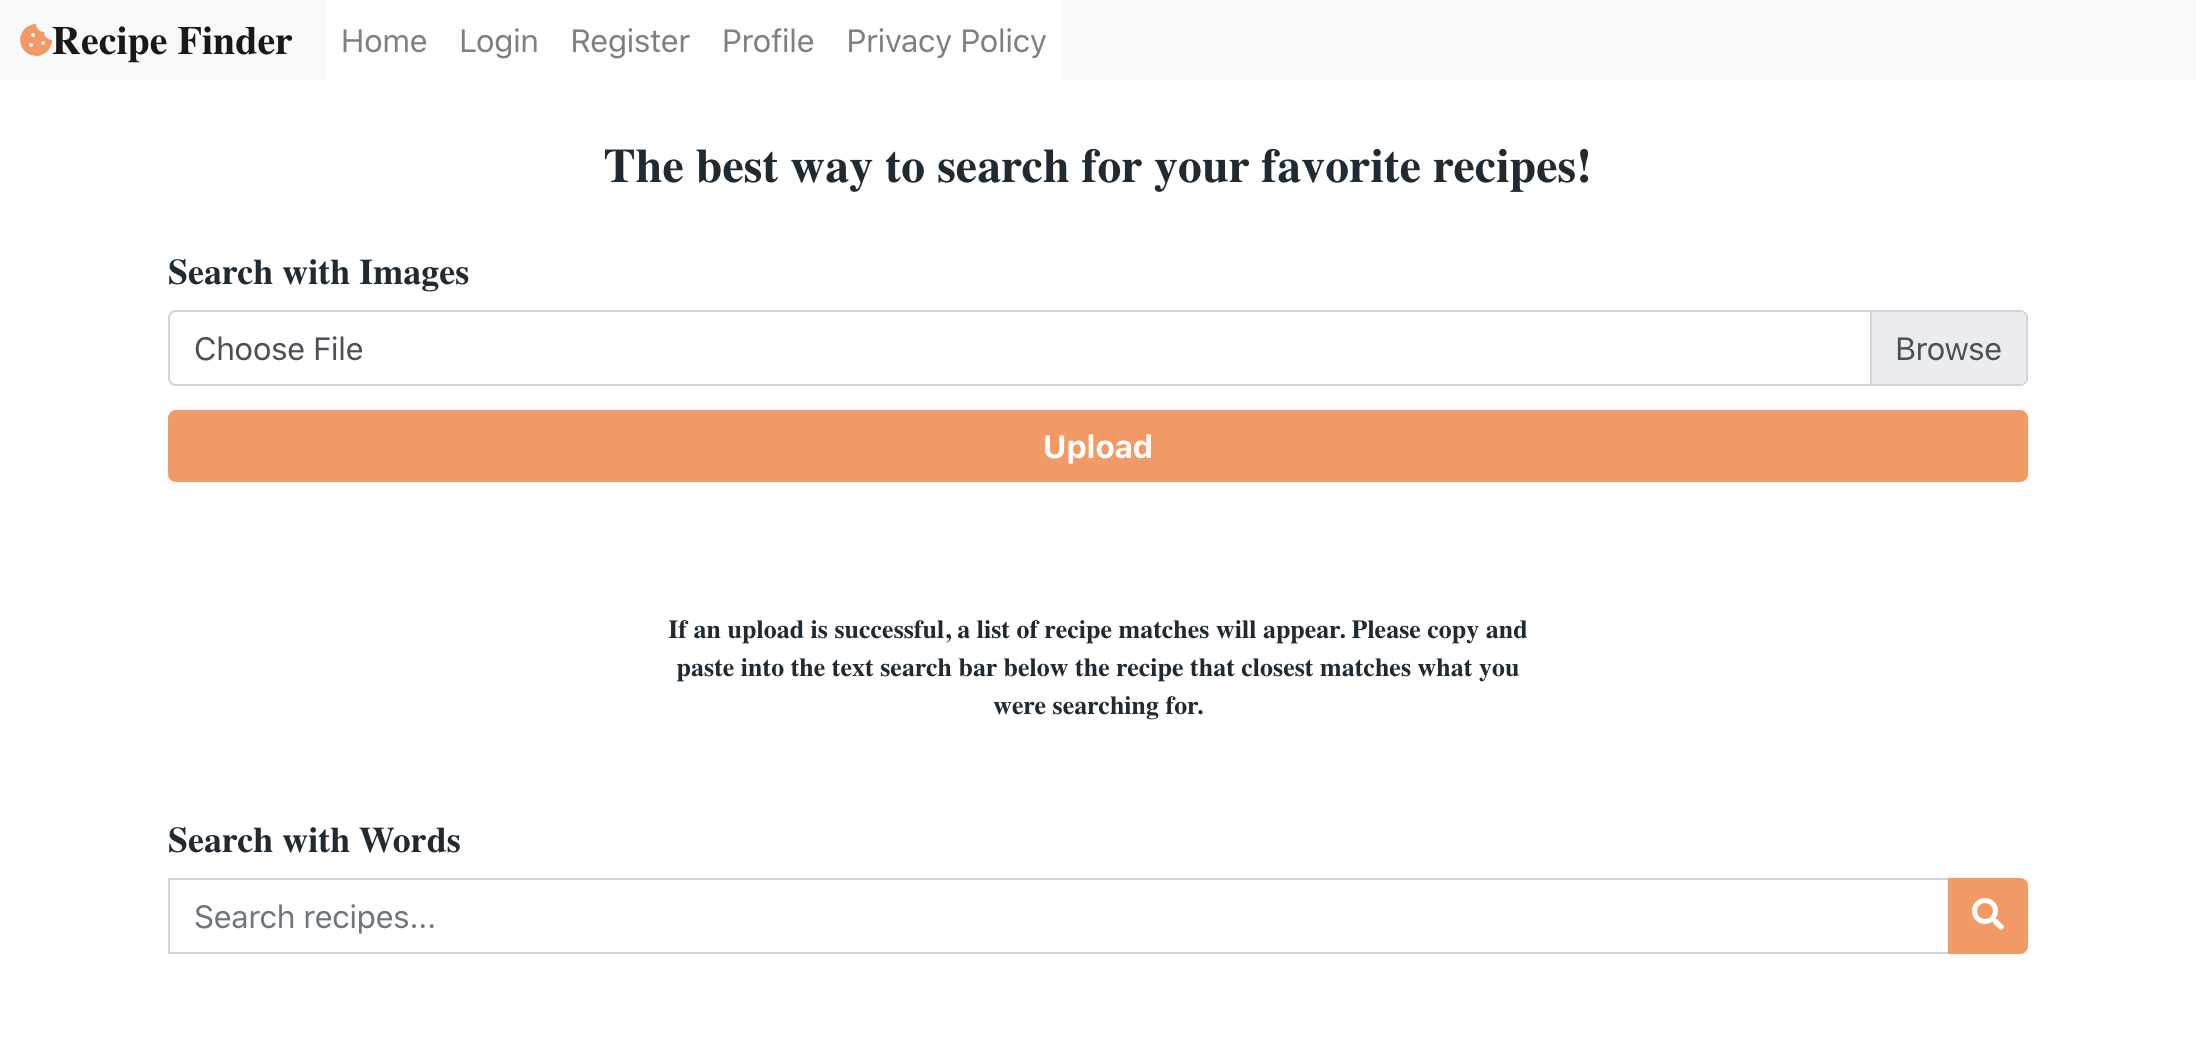 Recipe Finder Home Login Register Profile Privacy Policy
The best way to search for your favorite recipes!
Search with Images
Choose File Browse
Upload
If an upload is successful, a list of recipe matches will appear. Please copy and
paste into the text search bar below the recipe that closest matches what you
were searching for.
Search with Words
Search recipes...